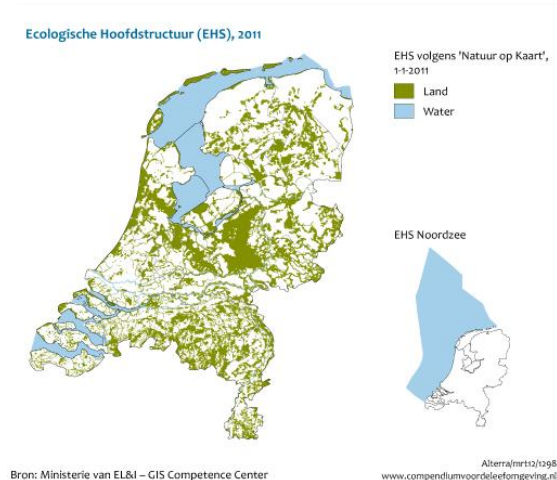 Ecologische Hoofdstructuur (EHS), 2011
EHS volgens 'Natuur op Kaart',
1-1-2011
Land
Water
EHS Noordzee
Bron: Ministerie van EL&I – GIS Competence Center
Alterra/mrt12/1298
www.compendiumvoordeleefomgeving.nl